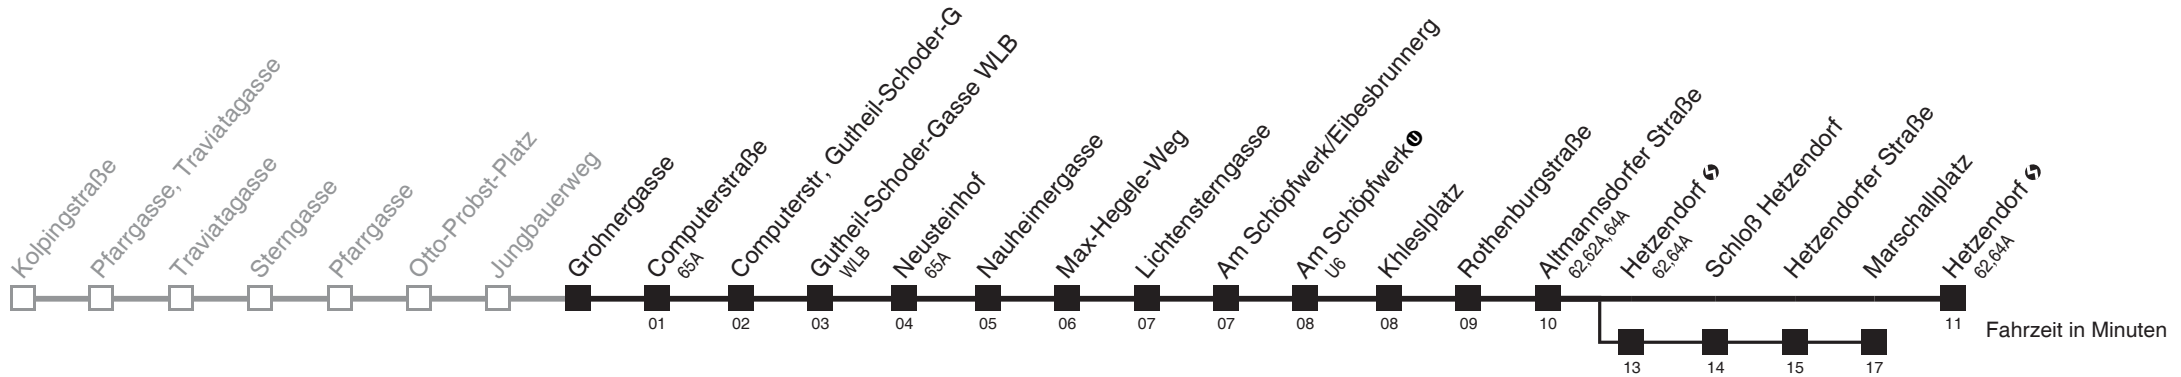 Kolpingstraße
Pfarrgasse, Traviatagasse
Traviatagasse
Sterngasse
Pfarrgasse
Otto-Probst-Platz
Jungbauerweg
Grohnergasse
Computerstraße
65A
Computerstr, Gutheil-Schoder-G
Gutheil-Schoder-Gasse WLB
WLB
Neusteinhof
65A
Nauheimergasse
Max-Hegele-Weg
Lichtensterngasse
Am Schöpfwerk/Eibesbrunnerg
Am Schöpfwerk U
U6
Khleslplatz
Rothenburgstraße
Altmannsdorfer Straße
62,62A,64A
Hetzendorf
62,64A
Schloß Hetzendorf
Hetzendorfer Straße
Marschallplatz
Hetzendorf
62,64A
01 02 03 04 05 06 07 07 08 08 09 10 11
Fahrzeit in Minuten
13 14 15 17